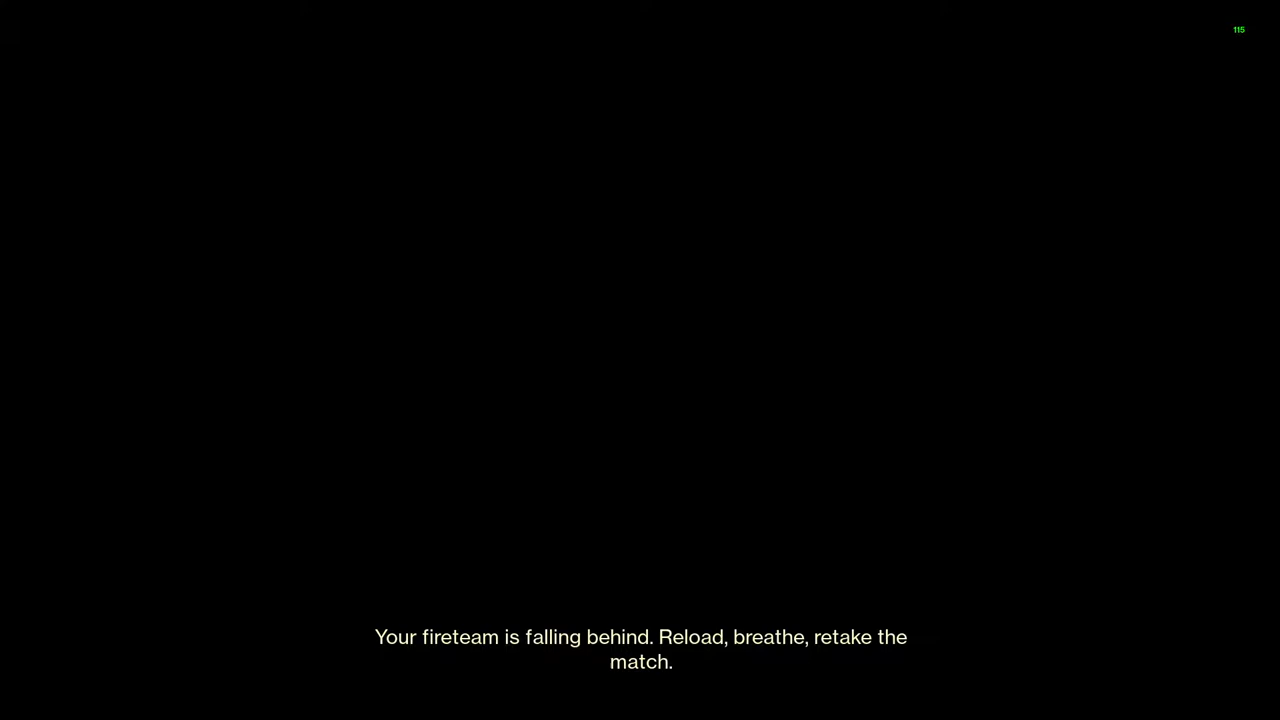 115
Your fireteam is falling behind. Reload, breathe, retake the
match.